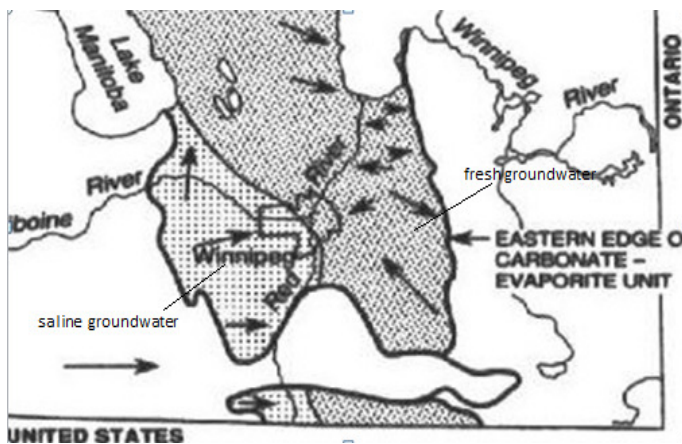 Lake
Manitoba
Winnipeg
River
ONTARIO
River
River
iboine
fresh groundwater
EASTERN EDGE O
CARBONATE –
EVAPORITE UNIT
Winnipeg
Red
saline groundwater
UNITED STATES